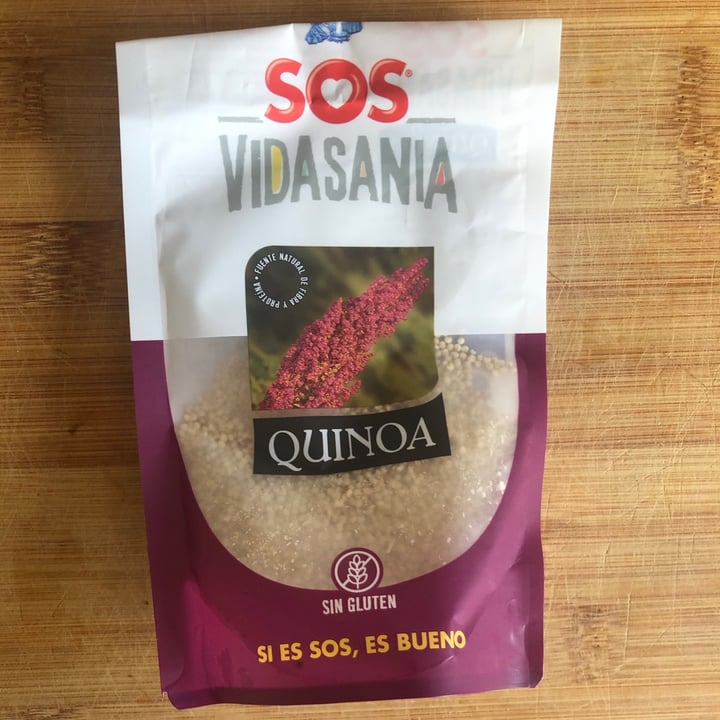 SOS®
VIDASANIA
• FUENTE NATURAL DE FIBRA Y PROTEÍNA
QUINOA
SIN GLUTEN
SI ES SOS, ES BUENO